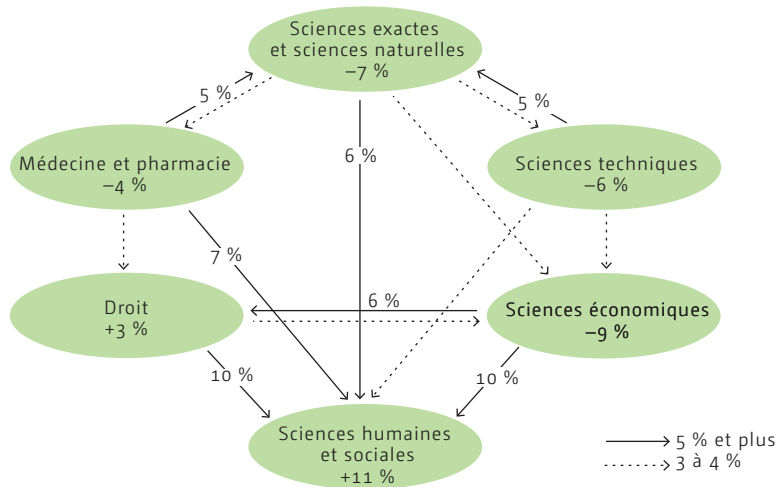 Sciences exactes
et sciences naturelles
–7 %
5 %
5 %
6 %
Médecine et pharmacie
–4 %
Sciences techniques
–6 %
7 %
Droit
+3 %
6 %
Sciences économiques
–9 %
10 %
10 %
Sciences humaines
et sociales
+11 %
5 % et plus
3 à 4 %